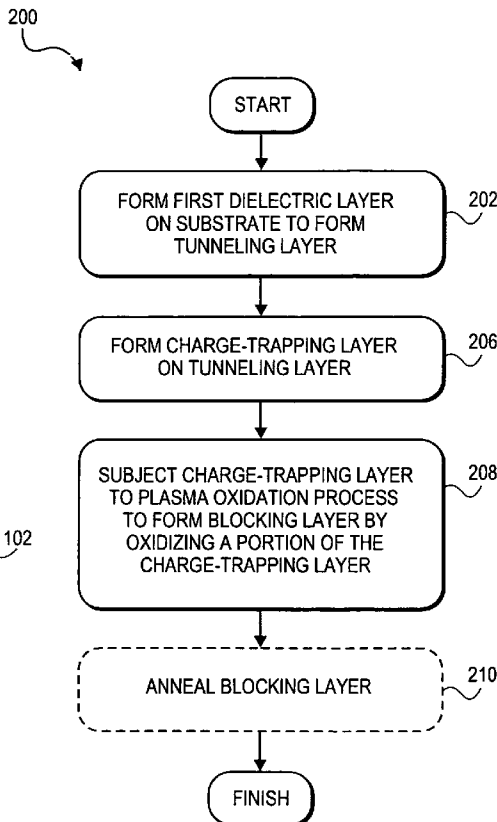 200
START
FORM FIRST DIELECTRIC LAYER
ON SUBSTRATE TO FORM
TUNNELING LAYER
202
FORM CHARGE-TRAPPING LAYER
ON TUNNELING LAYER
206
SUBJECT CHARGE-TRAPPING LAYER
TO PLASMA OXIDATION PROCESS
TO FORM BLOCKING LAYER BY
OXIDIZING A PORTION OF THE
CHARGE-TRAPPING LAYER
208
102
ANNEAL BLOCKING LAYER
210
FINISH